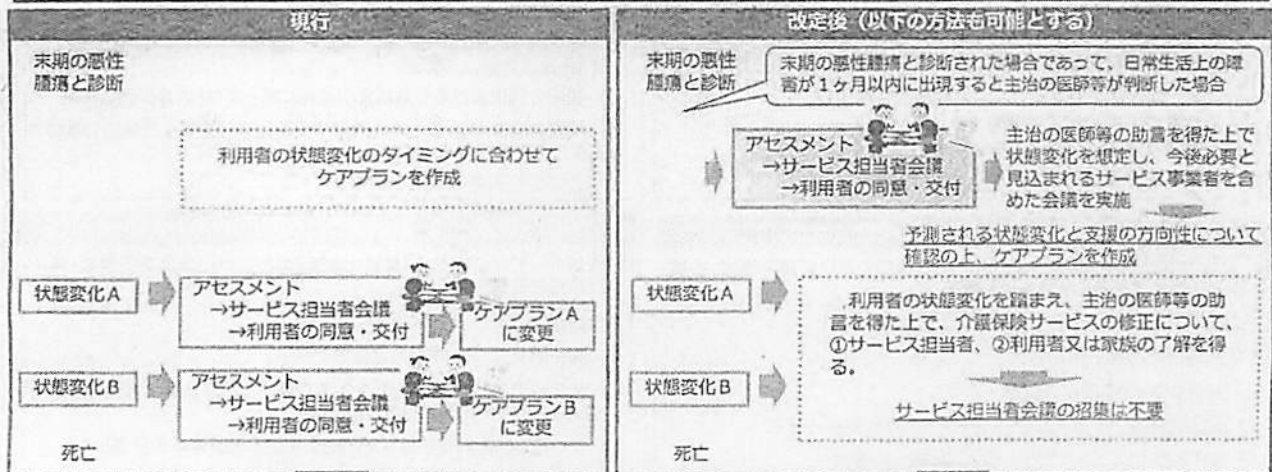 現行
末期の悪性
腫瘍と診断
利用者の状態変化のタイミングに合わせて
ケアプランを作成
状態変化A
アセスメント
→サービス担当者会議
→利用者の同意・交付
ケアプランA
に変更
状態変化B
アセスメント
→サービス担当者会議
→利用者の同意・交付
ケアプランB
に変更
死亡
改定後（以下の方法も可能とする）
末期の悪性
腫瘍と診断
末期の悪性腫瘍と診断された場合であって、日常生活上の障
害が1ヶ月以内に出現すると主治の医師等が判断した場合
アセスメント
→サービス担当者会議
→利用者の同意・交付
主治の医師等の助言を得た上で
状態変化を想定し、今後必要と
見込まれるサービス事業者を含
めた会議を実施
予測される状態変化と支援の方向性について
確認の上、ケアプランを作成
状態変化A
状態変化B
利用者の状態変化を踏まえ、主治の医師等の助
言を得た上で、介護保険サービスの修正について、
①サービス担当者、②利用者又は家族の了解を得
る。
サービス担当者会議の招集は不要
死亡